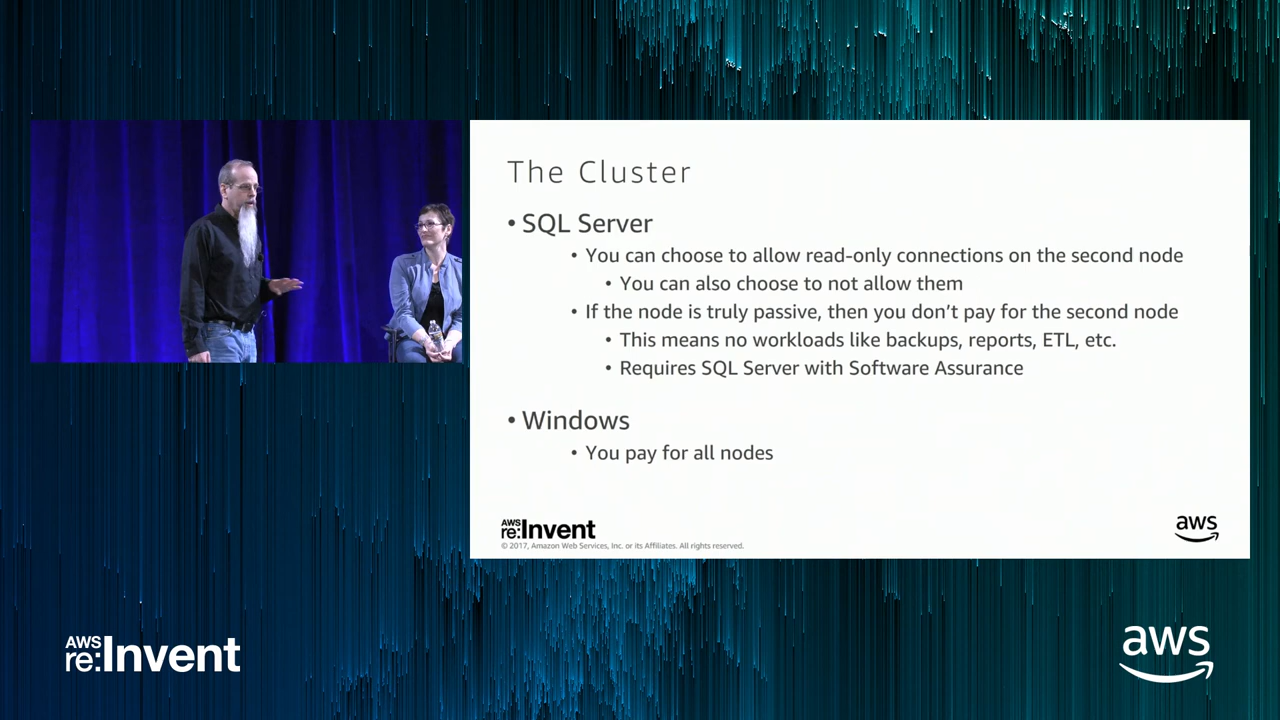 The Cluster
• SQL Server
• You can choose to allow read-only connections on the second node
• You can also choose to not allow them
• If the node is truly passive, then you don’t pay for the second node
• This means no workloads like backups, reports, ETL, etc.
• Requires SQL Server with Software Assurance
• Windows
• You pay for all nodes
AWS
re:Invent
© 2017, Amazon Web Services, Inc. or its Affiliates. All rights reserved.
aws
AWS
re:Invent
aws